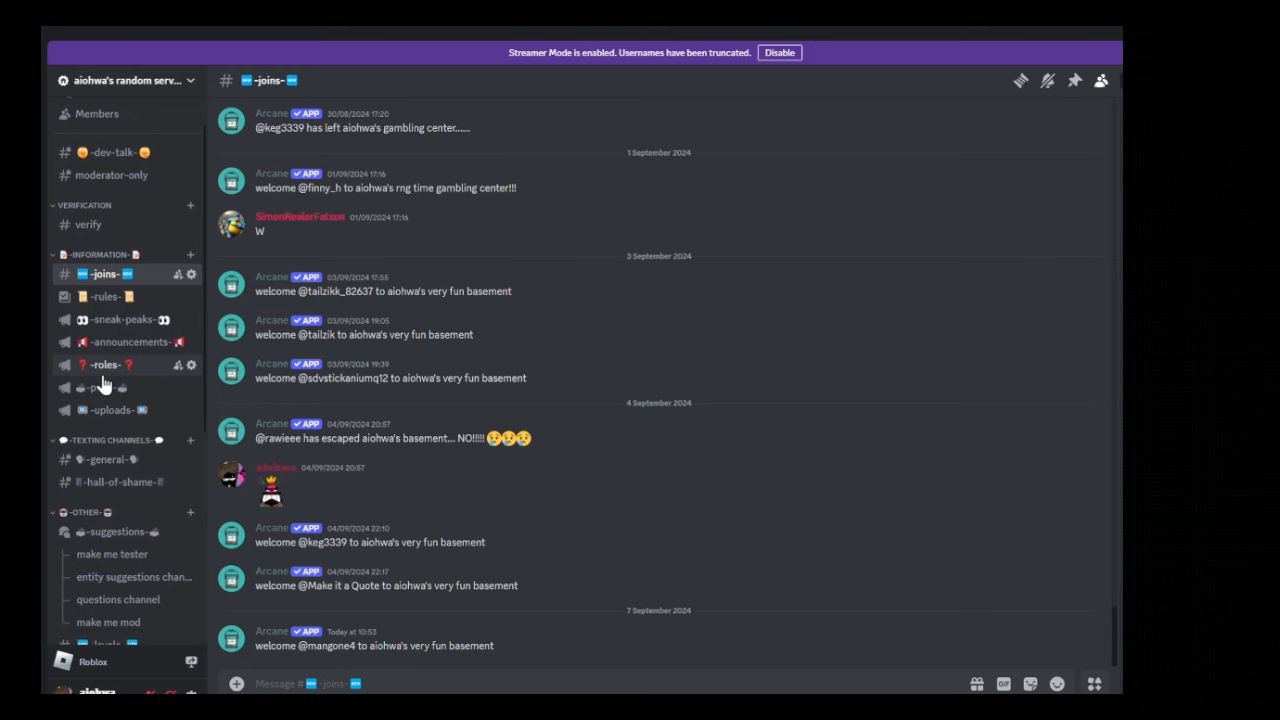 Streamer Mode is enabled. Usernames have been truncated. Disable
aiohwa's random serv...
-joins-
Members
-dev-talk-
moderator-only
VERIFICATION
verify
-INFORMATION-
-joins-
-rules-
-sneak-peaks-
-announcements-
-roles-
-uploads-
-TEXTING CHANNELS-
-general-
-hall-of-shame-
-OTHER-
-suggestions-
make me tester
entity suggestions chan...
questions channel
make me mod
-levels-
Roblox
aiohwa
Arcane APP 30/08/2024 17:20
@keg3339 has left aiohwa's gambling center......
1 September 2024
Arcane APP 01/09/2024 17:16
welcome @finny_h to aiohwa's rng time gambling center!!!
SimonRealerFatson 01/09/2024 17:16
W
3 September 2024
Arcane APP 03/09/2024 17:55
welcome @tailzikk_82637 to aiohwa's very fun basement
Arcane APP 03/09/2024 19:05
welcome @tailzik to aiohwa's very fun basement
Arcane APP 03/09/2024 19:39
welcome @sdvstickaniumq12 to aiohwa's very fun basement
4 September 2024
Arcane APP 04/09/2024 20:57
@rawieee has escaped aiohwa's basement... NO!!!!! 😢😢😢
aiohwa 04/09/2024 20:57
Arcane APP 04/09/2024 22:10
welcome @keg3339 to aiohwa's very fun basement
Arcane APP 04/09/2024 22:17
welcome @Make it a Quote to aiohwa's very fun basement
7 September 2024
Arcane APP Today at 10:53
welcome @mangone4 to aiohwa's very fun basement
Message # -joins-
GIF